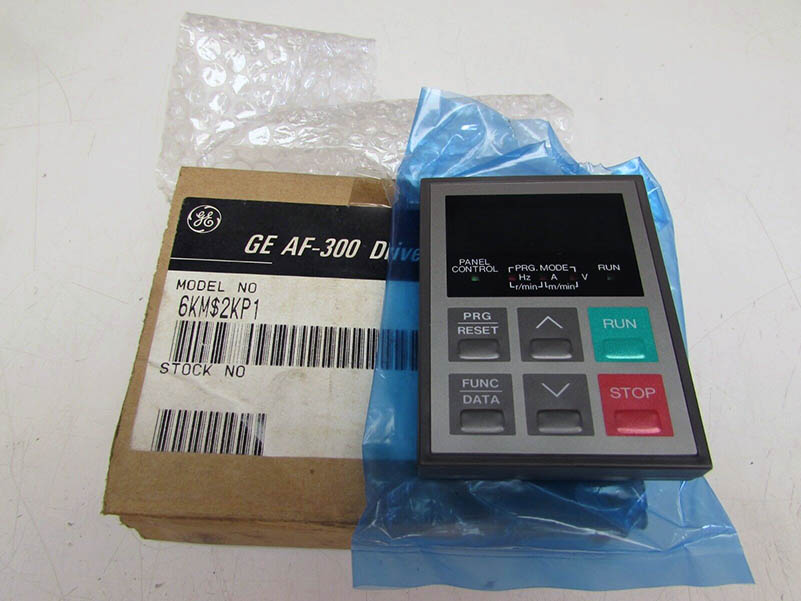 GE
GE AF-300 Drive
MODEL NO
6KM$2KP1
STOCK NO
PANEL CONTROL
PRG. MODE
Hz A V
r/min m/min
RUN
PRG
RESET
RUN
FUNC
DATA
STOP